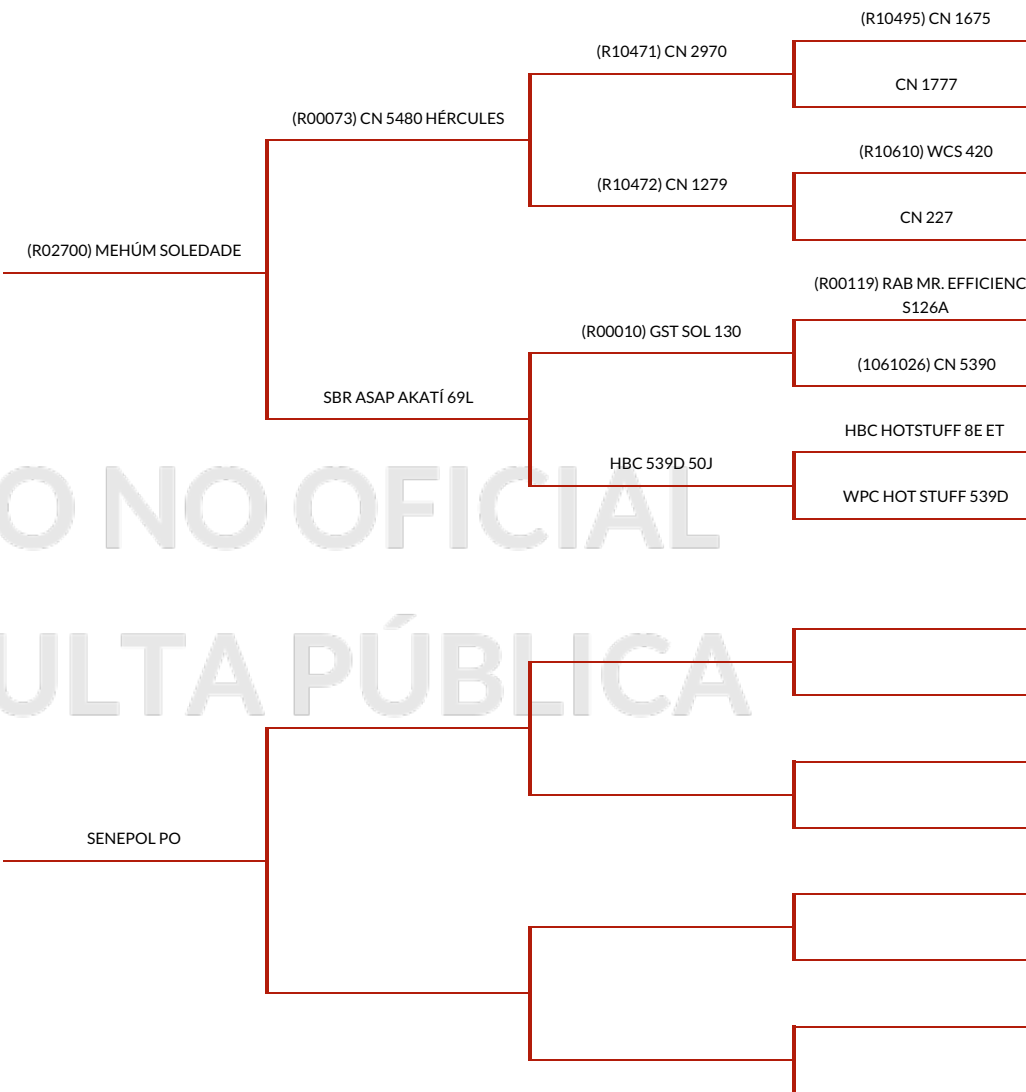 (R10495) CN 1675
(R10471) CN 2970
CN 1777
(R00073) CN 5480 HÉRCULES
(R10610) WCS 420
(R10472) CN 1279
CN 227
(R02700) MEHÚM SOLEDADE
(R00119) RAB MR. EFFICIENC
S126A
(R00010) GST SOL 130
(1061026) CN 5390
SBR ASAP AKATÍ 69L
HBC HOTSTUFF 8E ET
HBC 539D 50J
WPC HOT STUFF 539D
O NO OFICIAL
ULTA PÚBLICA
SENEPOL PO